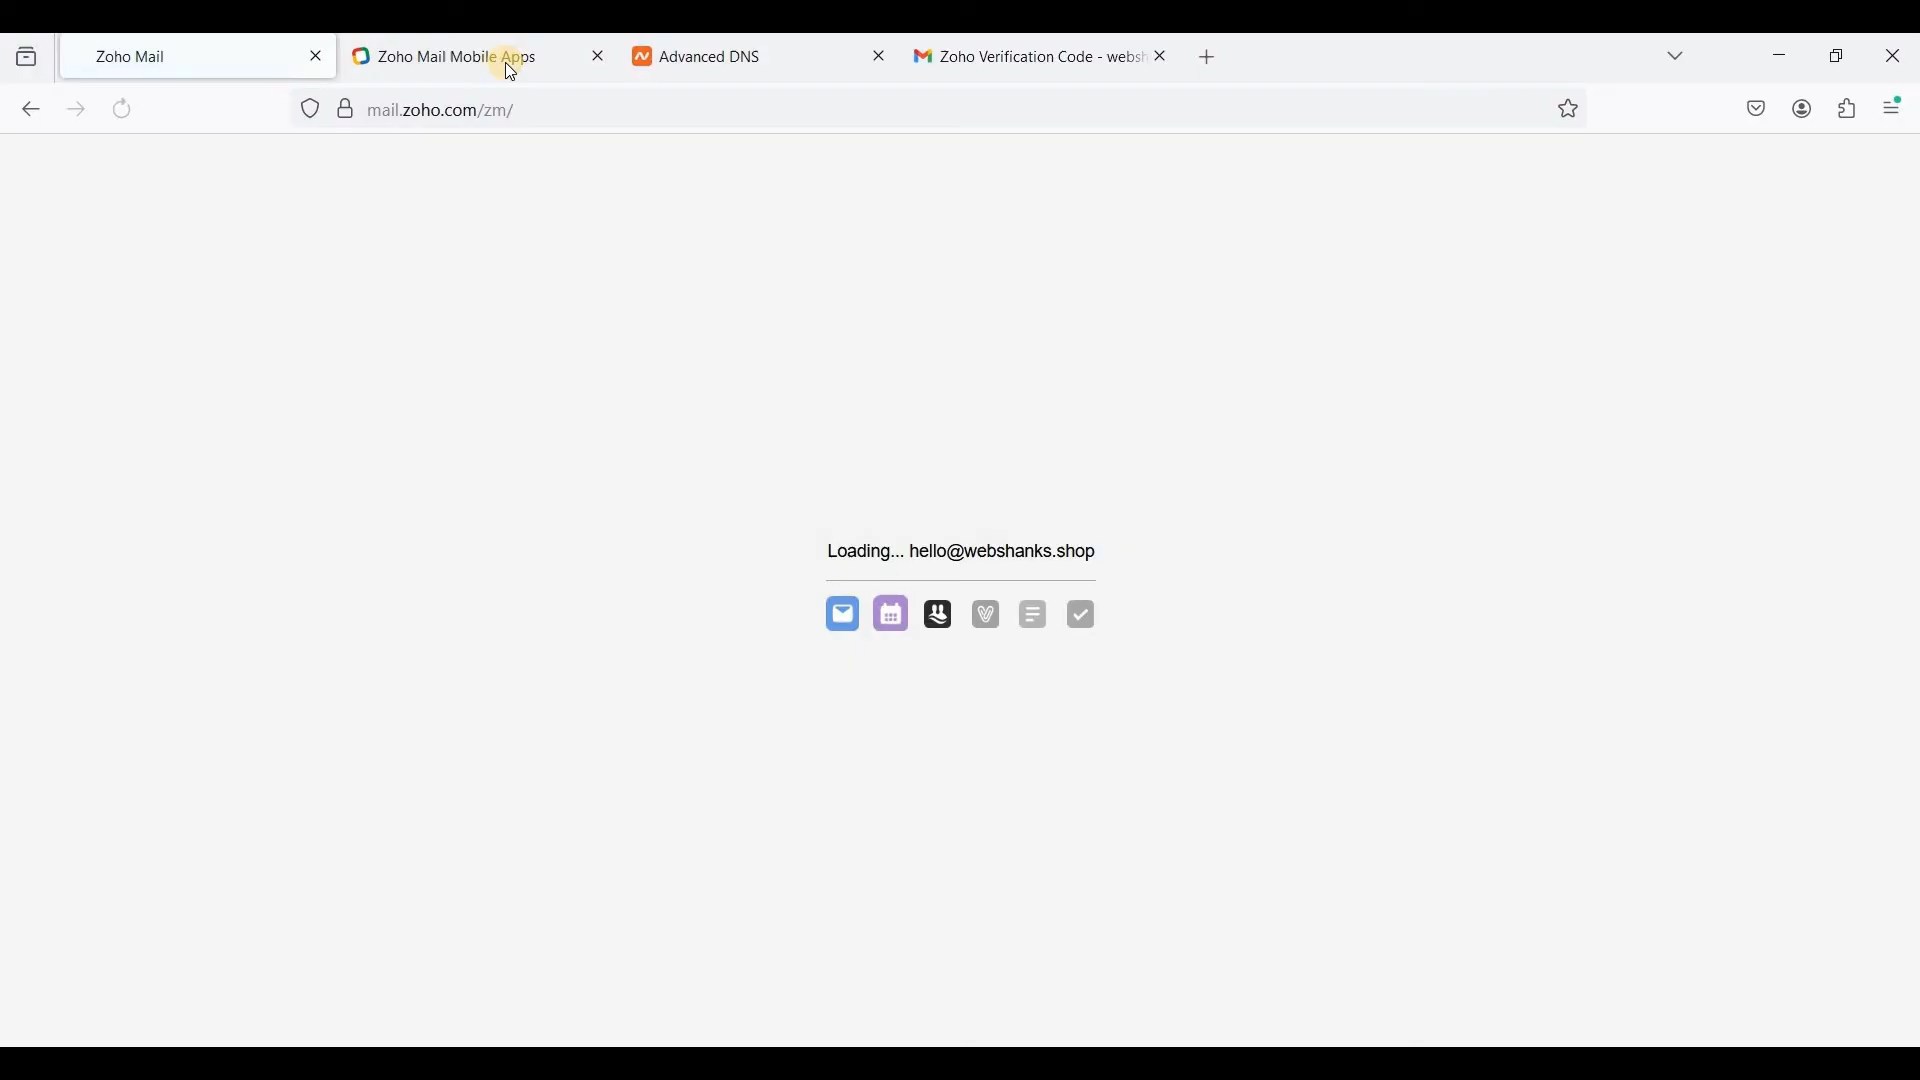 Zoho Mail
Zoho Mail Mobile Apps
Advanced DNS
Zoho Verification Code - websh
mail.zoho.com/zm/
Loading... hello@webshanks.shop